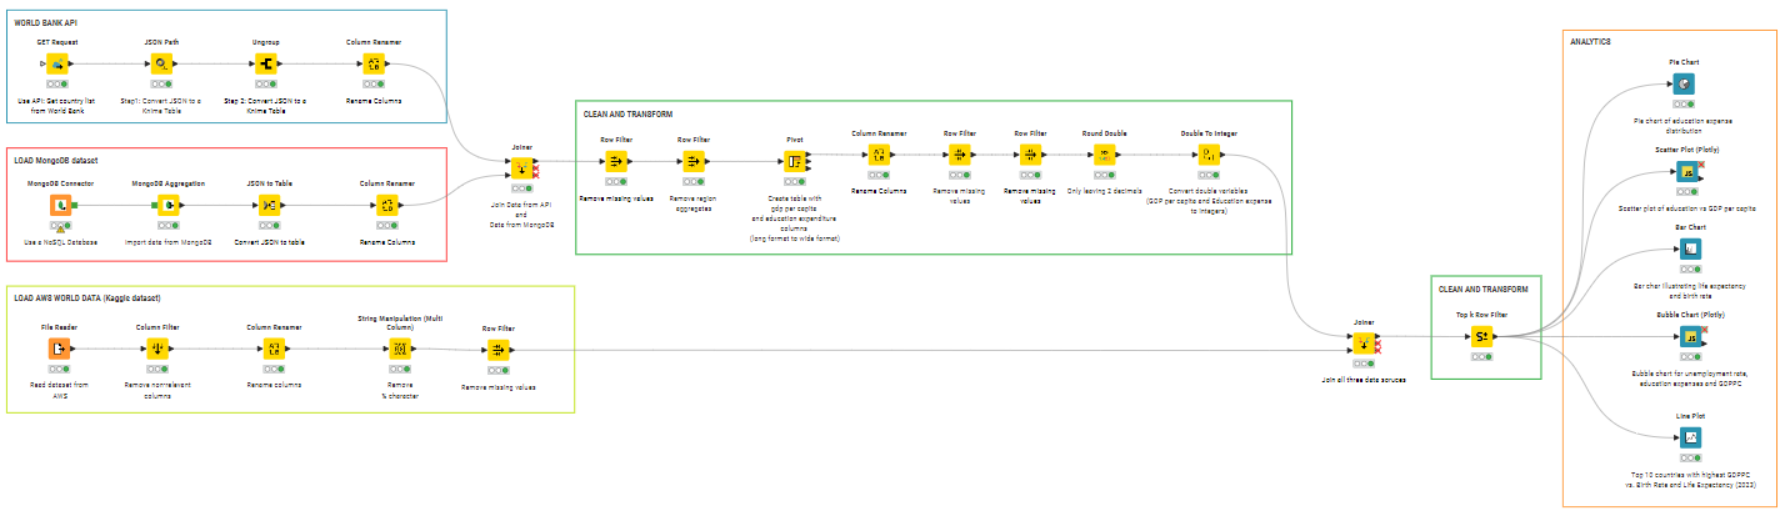 WORLD BANK API
GET Request
JSON Path
Ungroup
Column Renamer
Use API: Get country list
from World Bank
Step1: Convert JSON to a
Knime Table
Step 2: Convert JSON to a
Knime Table
Rename Columns
LOAD MongoDB dataset
MongoDB Connector
MongoDB Aggregation
JSON to Table
Column Renamer
Use a NoSQL Database
Import data from MongoDB
Convert JSON to table
Rename Columns
Joiner
Join Data from API
and
Data from MongoDB
CLEAN AND TRANSFORM
Row Filter
Row Filter
Pivot
Column Renamer
Row Filter
Row Filter
Round Double
Double To Integer
Remove missing values
Remove region
aggregates
Create table with
gdp per capita
and education expenditure
columns
(long format to wide format)
Rename Columns
Remove missing
values
Remove missing
values
Only leaving 2 decimals
Convert double variables
(GDP per capita and Education expense
to integers)
LOAD AWS WORLD DATA (Kaggle dataset)
File Reader
Column Filter
Column Renamer
String Manipulation (Multi
Column)
Row Filter
Read dataset from
AWS
Remove nonrelevant
columns
Rename columns
Remove
% character
Remove missing values
Joiner
Join all three data soruces
CLEAN AND TRANSFORM
Top k Row Filter
ANALYTICS
Pie Chart
Pie chart of education expense
distribution
Scatter Plot (Plotly)
Scatter plot of education vs GDP per capita
Bar Chart
Bar char illustrating life expectancy
and birth rate
Bubble Chart (Plotly)
JS
Bubble chart for unemployment rate,
education expenses and GDPPC
Line Plot
Top 10 countries with highest GDPPC
vs. Birth Rate and Life Expectancy (2023)